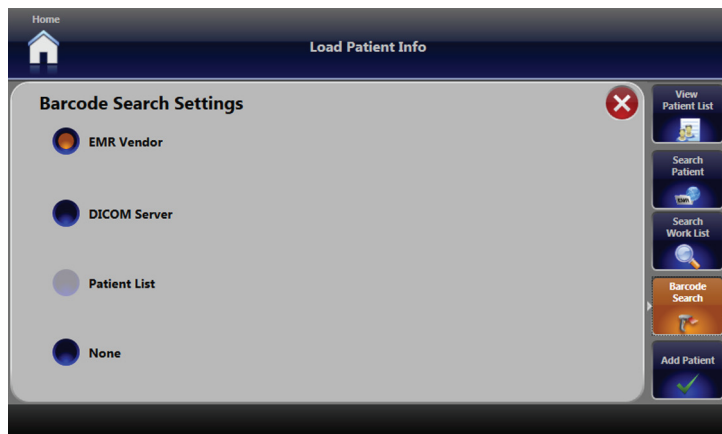 Home
Load Patient Info
Barcode Search Settings
EMR Vendor
DICOM Server
Patient List
None
View
Patient List
Search
Patient
EMR
Search
Work List
Barcode
Search
Add Patient